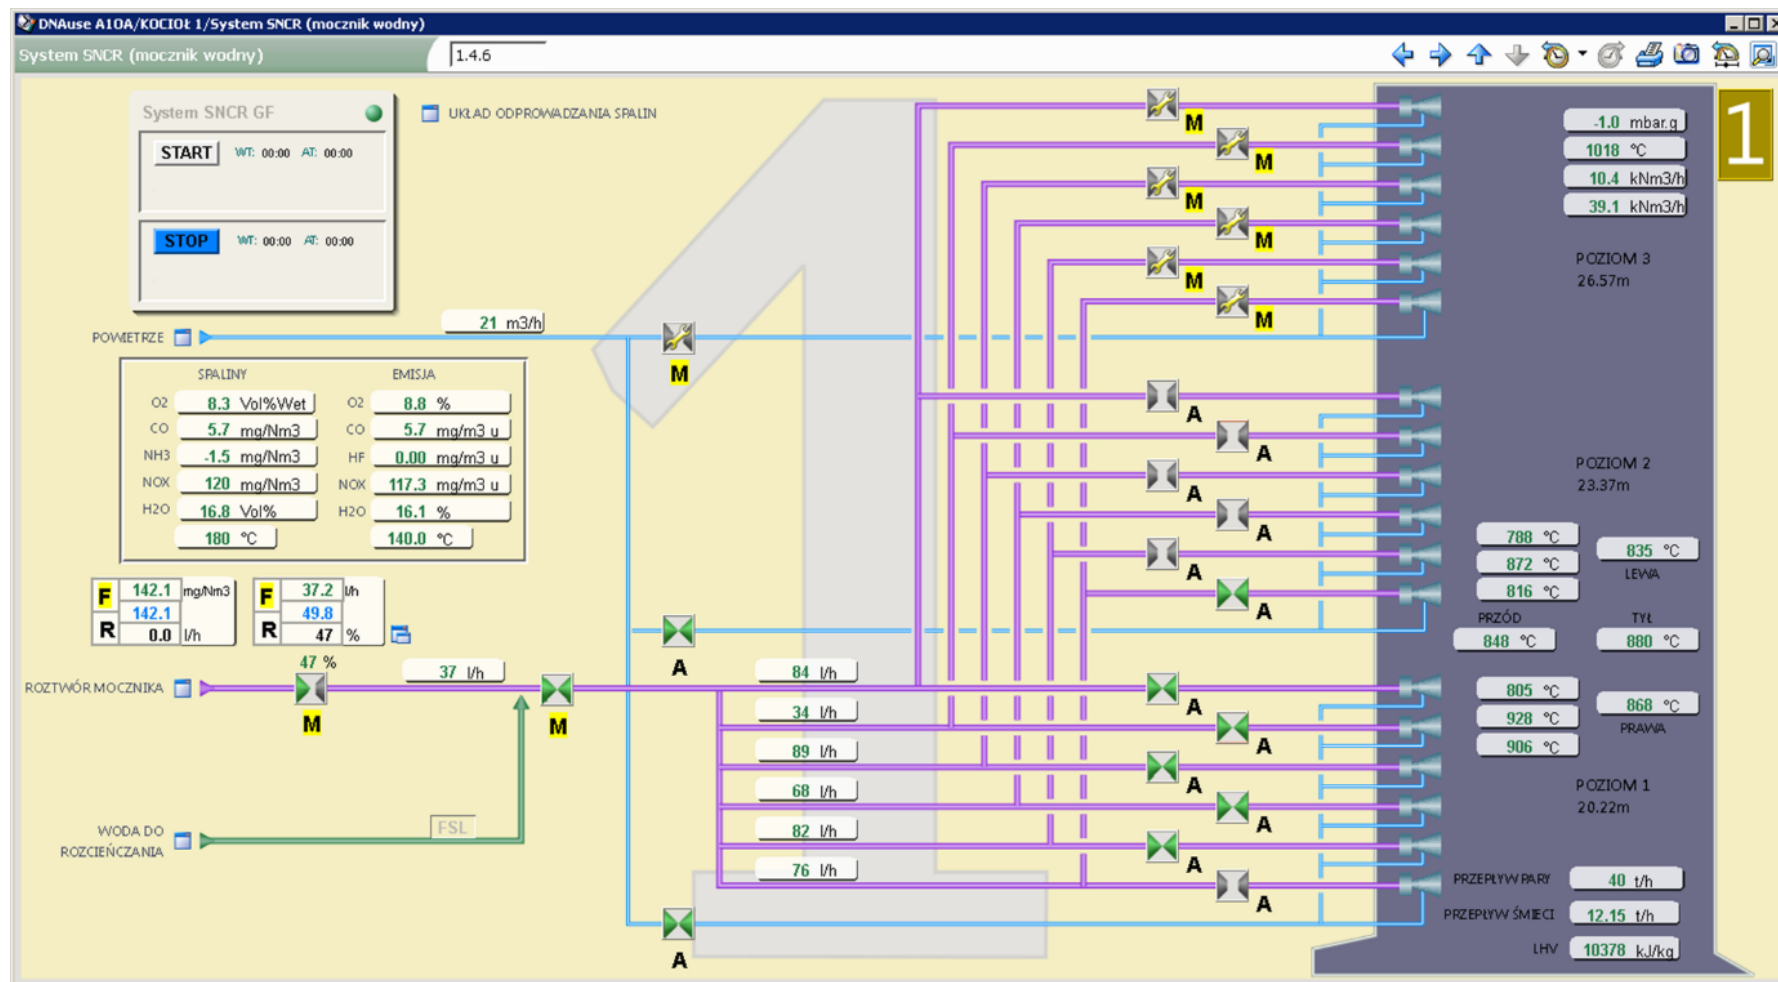 DNAuse A10A/KOCIOŁ 1/System SNCR (mocznik wodny)
System SNCR (mocznik wodny)
1.4.6
System SNCR GF
START WT: 00:00 AT: 00:00
STOP WT: 00:00 AT: 00:00
UKŁAD ODPROWADZANIA SPALIN
1
-1.0 mbar.g
1018 °C
10.4 kNm3/h
39.1 kNm3/h
M
M
M
M
M
M
POZIOM 3
26.57m
POWIETRZE
21 m3/h
M
SPALINY EMISJA
O2 8.3 Vol%Wet O2 8.8 %
CO 5.7 mg/Nm3 CO 5.7 mg/m3 u
NH3 -1.5 mg/Nm3 HF 0.00 mg/m3 u
NOX 120 mg/Nm3 NOX 117.3 mg/m3 u
H2O 16.8 Vol% H2O 16.1 %
180 °C 140.0 °C
A
A
A
A
A
A
POZIOM 2
23.37m
788 °C
872 °C
816 °C
835 °C
LEWA
PRZÓD TYŁ
848 °C 880 °C
F 142.1 mg/Nm3
142.1
R 0.0 l/h
F 37.2 l/h
49.8
R 47 %
A
47 %
37 l/h
ROZTWÓR MOCZNIKA
M
M
84 l/h
34 l/h
89 l/h
68 l/h
82 l/h
76 l/h
A
A
A
A
A
A
805 °C
928 °C
906 °C
868 °C
PRAWA
POZIOM 1
20.22m
FSL
WODA DO
ROZCIEŃCZANIA
A
PRZEPŁYW PARY 40 t/h
PRZEPŁYW ŚMIECI 12.15 t/h
LHV 10378 kJ/kg